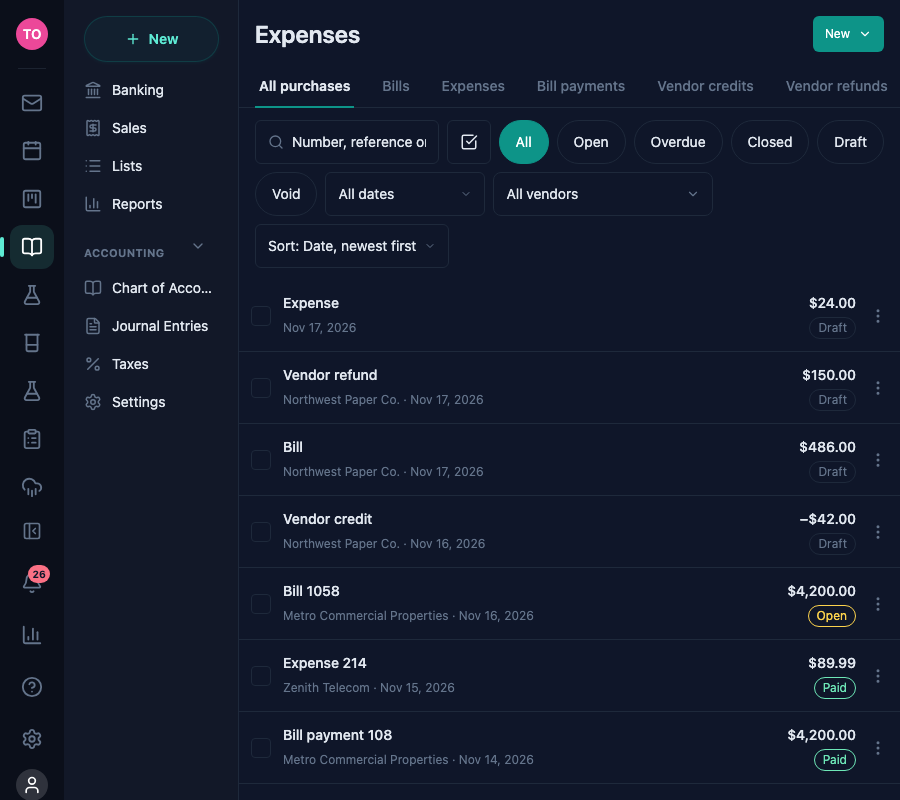 TO
New
Banking
Sales
Lists
Reports
ACCOUNTING
Chart of Acco...
Journal Entries
Taxes
Settings
26
Expenses
New
All purchases
Bills
Expenses
Bill payments
Vendor credits
Vendor refunds
Number, reference or
All
Open
Overdue
Closed
Draft
Void
All dates
All vendors
Sort: Date, newest first
Expense
$24.00
Nov 17, 2026
Draft
Vendor refund
$150.00
Northwest Paper Co. · Nov 17, 2026
Draft
Bill
$486.00
Northwest Paper Co. · Nov 17, 2026
Draft
Vendor credit
–$42.00
Northwest Paper Co. · Nov 16, 2026
Draft
Bill 1058
$4,200.00
Metro Commercial Properties · Nov 16, 2026
Open
Expense 214
$89.99
Zenith Telecom · Nov 15, 2026
Paid
Bill payment 108
$4,200.00
Metro Commercial Properties · Nov 14, 2026
Paid